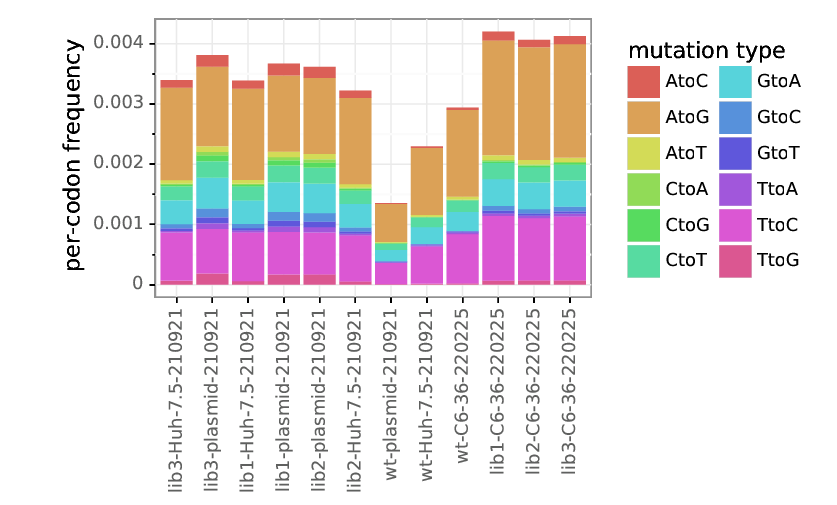 per-codon frequency
0.004
0.003
0.002
0.001
0
lib3-Huh-7.5-210921
lib3-plasmid-210921
lib1-Huh-7.5-210921
lib1-plasmid-210921
lib2-plasmid-210921
lib2-Huh-7.5-210921
wt-plasmid-210921
wt-Huh-7.5-210921
wt-C6-36-220225
lib1-C6-36-220225
lib2-C6-36-220225
lib3-C6-36-220225
mutation type
AtoC
AtoG
AtoT
CtoA
CtoG
CtoT
GtoA
GtoC
GtoT
TtoA
TtoC
TtoG